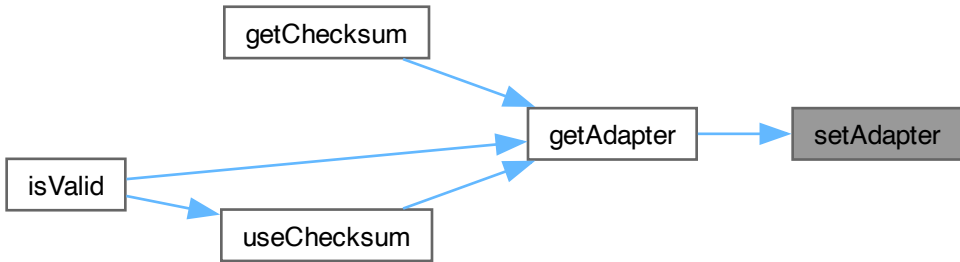 getChecksum
getAdapter
setAdapter
isValid
useChecksum